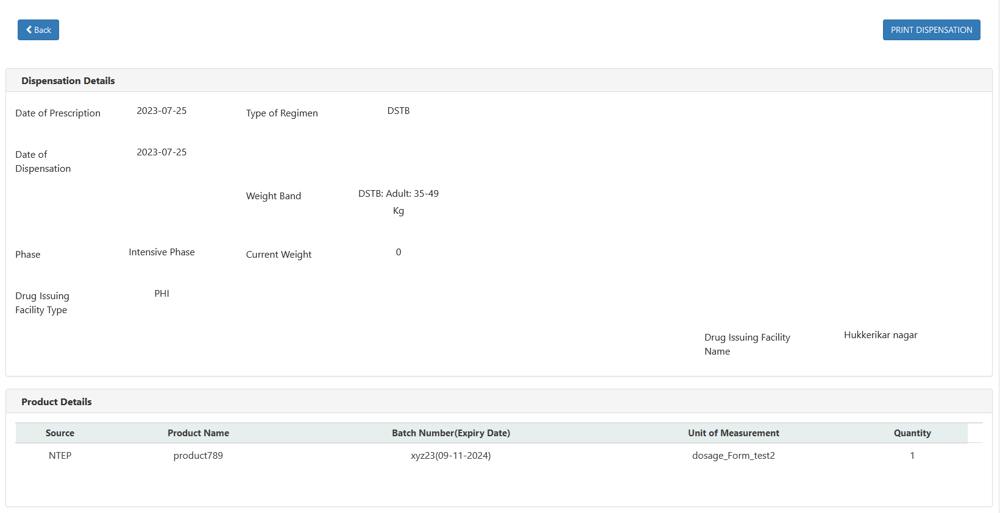 Back
PRINT DISPENSATION
Dispensation Details
Date of Prescription 2023-07-25 Type of Regimen DSTB
Date of 2023-07-25
Dispensation
Weight Band DSTB: Adult: 35-49
Kg
Phase Intensive Phase Current Weight 0
Drug Issuing PHI
Facility Type
Drug Issuing Facility Hukkerikar nagar
Name
Product Details
Source Product Name Batch Number(Expiry Date) Unit of Measurement Quantity
NTEP product789 xyz23(09-11-2024) dosage_Form_test2 1